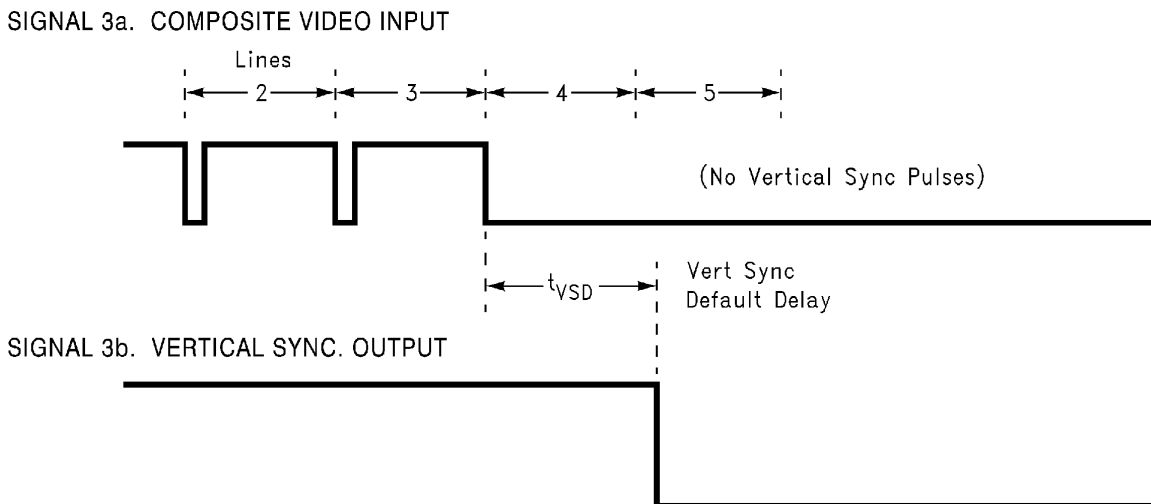 SIGNAL 3a. COMPOSITE VIDEO INPUT
Lines
2 3 4 5
(No Vertical Sync Pulses)
tVSD
Vert Sync
Default Delay
SIGNAL 3b. VERTICAL SYNC. OUTPUT